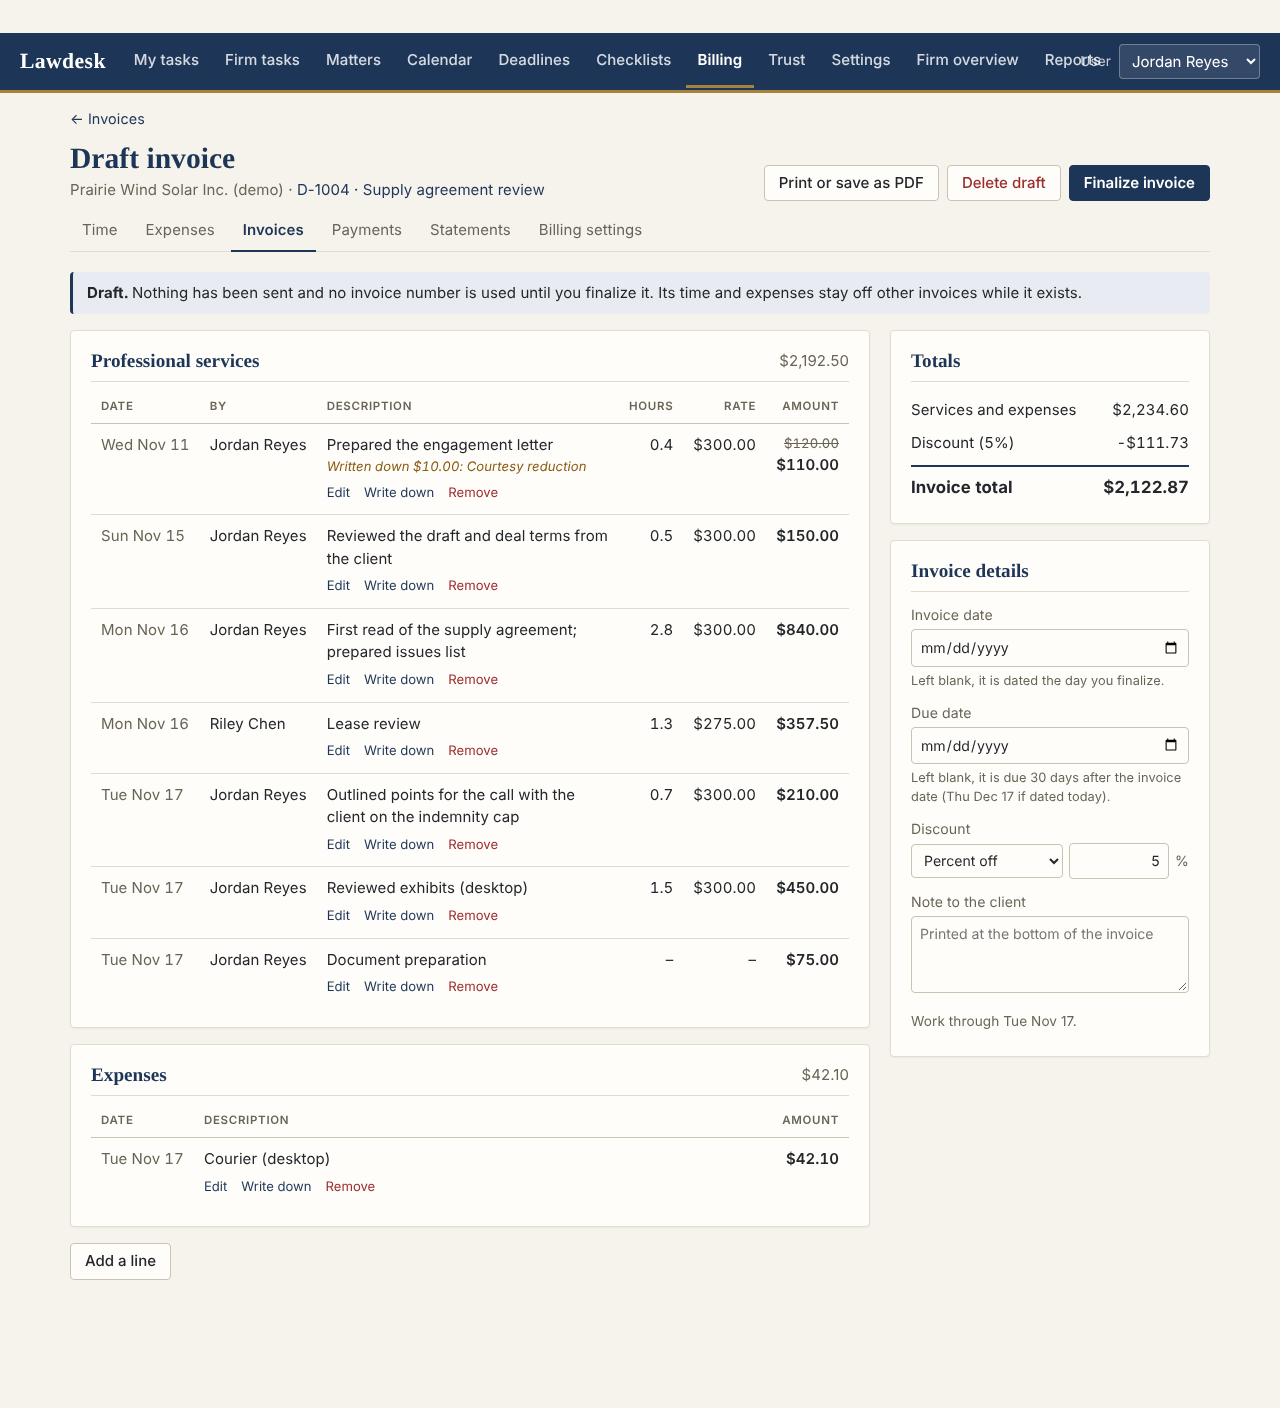 Lawdesk My tasks Firm tasks Matters Calendar Deadlines Checklists Billing Trust Settings Firm overview Reports User Jordan Reyes
← Invoices
Draft invoice
Prairie Wind Solar Inc. (demo) · D-1004 · Supply agreement review
Print or save as PDF Delete draft Finalize invoice
Time Expenses Invoices Payments Statements Billing settings
Draft. Nothing has been sent and no invoice number is used until you finalize it. Its time and expenses stay off other invoices while it exists.
Professional services $2,192.50
DATE BY DESCRIPTION HOURS RATE AMOUNT
Wed Nov 11 Jordan Reyes Prepared the engagement letter 0.4 $300.00 $120.00
$110.00
Written down $10.00: Courtesy reduction
Edit Write down Remove
Sun Nov 15 Jordan Reyes Reviewed the draft and deal terms from 0.5 $300.00 $150.00
the client
Edit Write down Remove
Mon Nov 16 Jordan Reyes First read of the supply agreement; 2.8 $300.00 $840.00
prepared issues list
Edit Write down Remove
Mon Nov 16 Riley Chen Lease review 1.3 $275.00 $357.50
Edit Write down Remove
Tue Nov 17 Jordan Reyes Outlined points for the call with the 0.7 $300.00 $210.00
client on the indemnity cap
Edit Write down Remove
Tue Nov 17 Jordan Reyes Reviewed exhibits (desktop) 1.5 $300.00 $450.00
Edit Write down Remove
Tue Nov 17 Jordan Reyes Document preparation – – $75.00
Edit Write down Remove
Expenses $42.10
DATE DESCRIPTION AMOUNT
Tue Nov 17 Courier (desktop) $42.10
Edit Write down Remove
Add a line
Totals
Services and expenses $2,234.60
Discount (5%) -$111.73
Invoice total $2,122.87
Invoice details
Invoice date
mm/dd/yyyy
Left blank, it is dated the day you finalize.
Due date
mm/dd/yyyy
Left blank, it is due 30 days after the invoice
date (Thu Dec 17 if dated today).
Discount
Percent off 5 %
Note to the client
Printed at the bottom of the invoice
Work through Tue Nov 17.